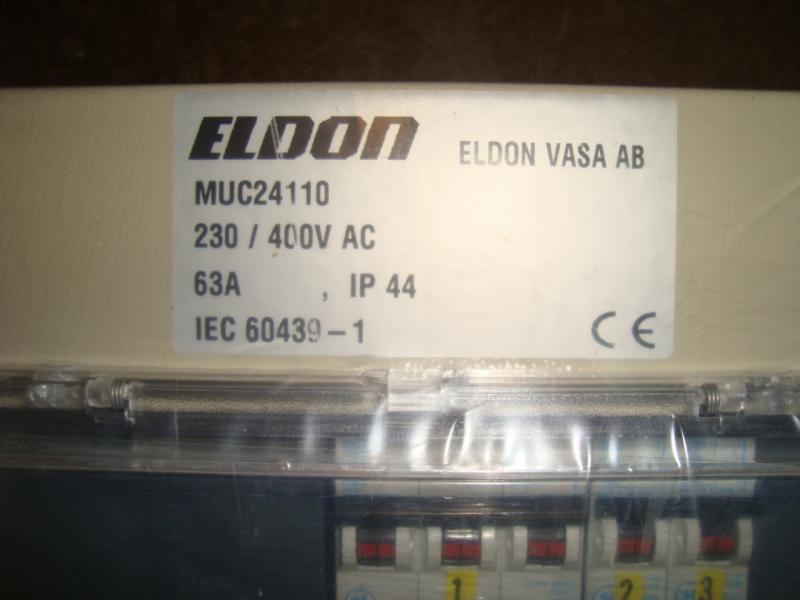 ELDON ELDON VASA AB
MUC24110
230 / 400V AC
63A , IP 44
IEC 60439-1 CE
1 2 3